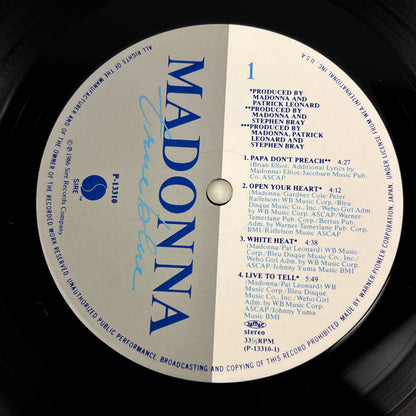 MADONNA
True Blue
P-13310
SIRE
℗1986 Sire Records Company.
1
*PRODUCED BY
MADONNA AND
PATRICK LEONARD
**PRODUCED BY
MADONNA AND
STEPHEN BRAY
***PRODUCED BY
MADONNA, PATRICK
LEONARD AND
STEPHEN BRAY
1. PAPA DON'T PREACH** 4:27
(Brian Elliot: Additional Lyrics by
Madonna) Elliot/Jacobsen Music Pub.
Co. ASCAP
2. OPEN YOUR HEART* 4:12
(Madonna/Gardner Cole/Peter
Rafelson) WB Music Corp./Bleu
Disque Music Co., Inc./Webo Girl Adm.
by WB Music Corp. ASCAP/Warner-
Tamerlane Pub. Corp./Bertus Pub.
Adm. by Warner Tamerlane Pub. Corp.
BMI/Rafelson Music ASCAP
3. WHITE HEAT* 4:38
(Madonna/Pat Leonard) WB Music
Corp./Bleu Disque Music Co., Inc./
Webo Girl Adm. by WB Music Corp.
ASCAP/Johnny Yuma Music BMI
4. LIVE TO TELL* 5:49
(Madonna/Pat Leonard) WB Music
Corp./Bleu Disque Music Co., Inc./
Webo Girl Adm. by WB Music Corp.
ASCAP/Johnny Yuma
Music BMI
stereo
33⅓RPM
(P-13310-1)
ALL RIGHTS OF THE MANUFACTURER AND OF THE OWNER OF THE RECORDED WORK RESERVED. UNAUTHORIZED PUBLIC PERFORMANCE, BROADCASTING AND COPYING OF THIS RECORD PROHIBITED. MADE BY WARNER-PIONEER CORPORATION, JAPAN, UNDER LICENSE FROM WEA INTERNATIONAL INC. U.S.A.